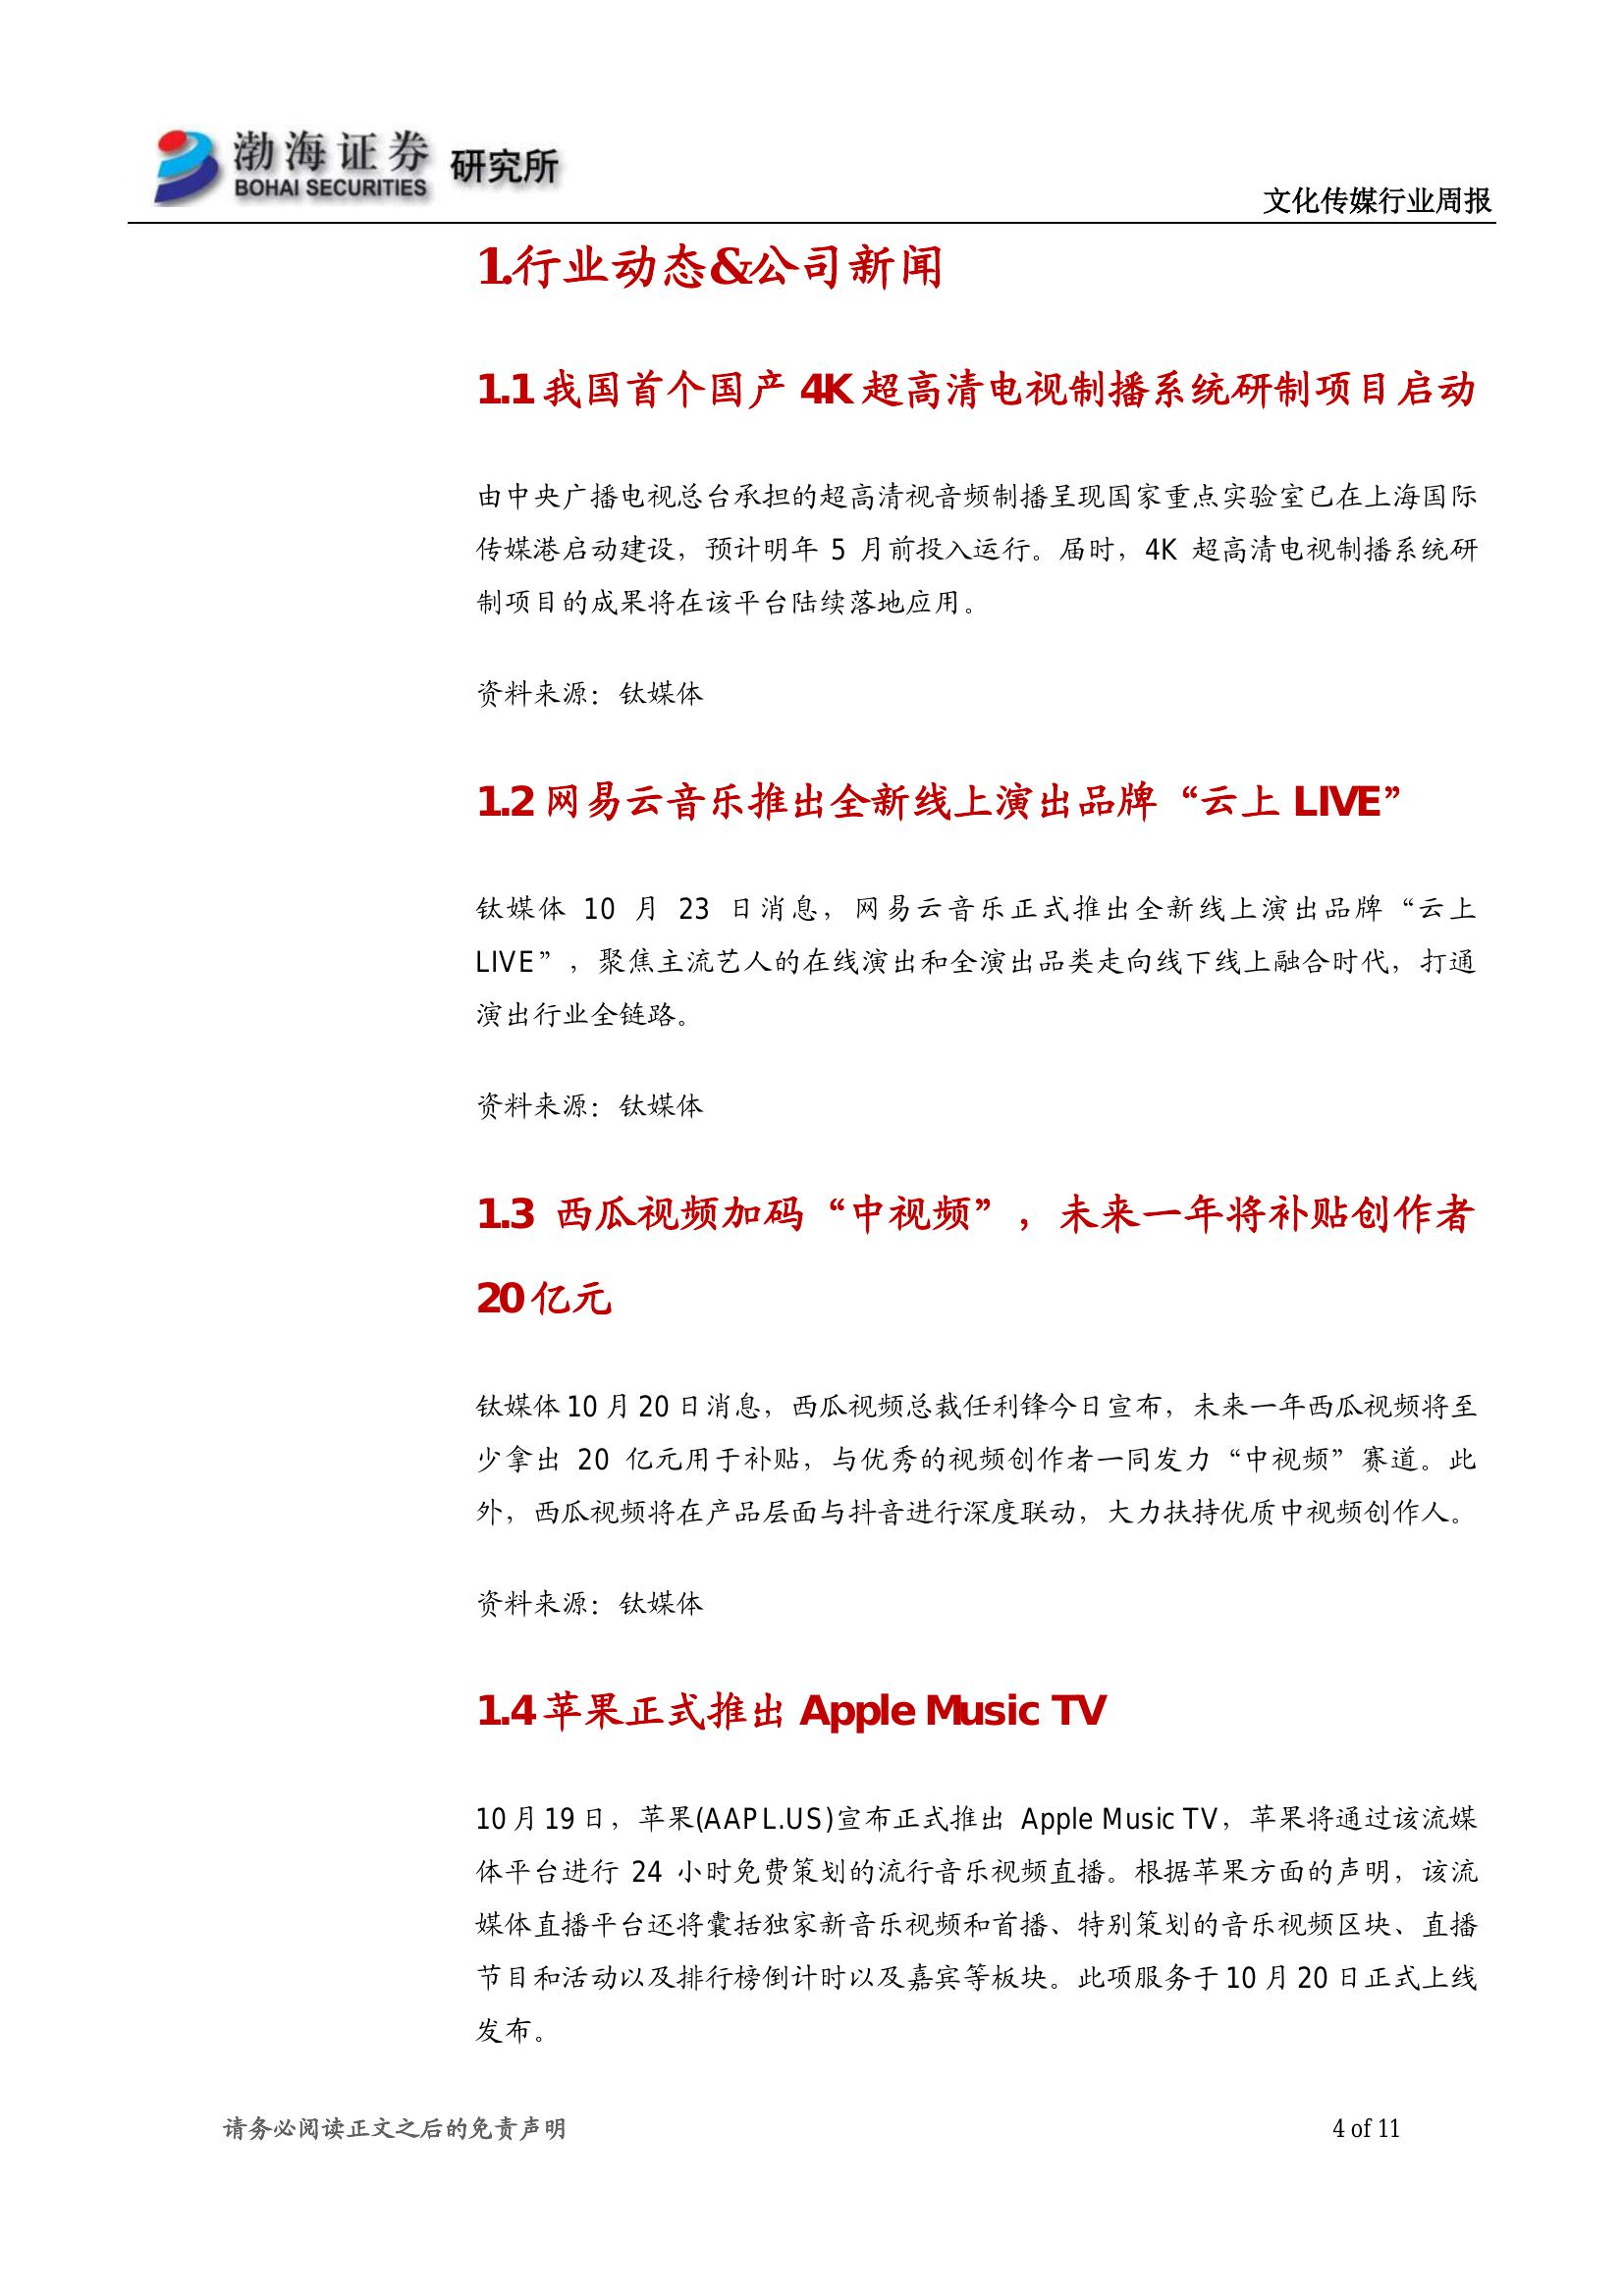 渤海证券
BOHAI SECURITIES
研究所
文化传媒行业周报
1.行业动态&公司新闻
1.1 我国首个国产 4K 超高清电视制播系统研制项目启动
由中央广播电视总台承担的超高清视音频制播呈现国家重点实验室已在上海国际
传媒港启动建设，预计明年 5 月前投入运行。届时，4K 超高清电视制播系统研
制项目的成果将在该平台陆续落地应用。
资料来源：钛媒体
1.2 网易云音乐推出全新线上演出品牌“云上 LIVE”
钛媒体 10 月 23 日消息，网易云音乐正式推出全新线上演出品牌“云上
LIVE”，聚焦主流艺人的在线演出和全演出品类走向线下线上融合时代，打通
演出行业全链路。
资料来源：钛媒体
1.3 西瓜视频加码“中视频”，未来一年将补贴创作者
20 亿元
钛媒体 10 月 20 日消息，西瓜视频总裁任利锋今日宣布，未来一年西瓜视频将至
少拿出 20 亿元用于补贴，与优秀的视频创作者一同发力“中视频”赛道。此
外，西瓜视频将在产品层面与抖音进行深度联动，大力扶持优质中视频创作人。
资料来源：钛媒体
1.4 苹果正式推出 Apple Music TV
10 月 19 日，苹果(AAPL.US)宣布正式推出 Apple Music TV，苹果将通过该流媒
体平台进行 24 小时免费策划的流行音乐视频直播。根据苹果方面的声明，该流
媒体直播平台还将囊括独家新音乐视频和首播、特别策划的音乐视频区块、直播
节目和活动以及排行榜倒计时以及嘉宾等板块。此项服务于 10 月 20 日正式上线
发布。
请务必阅读正文之后的免责声明
4 of 11